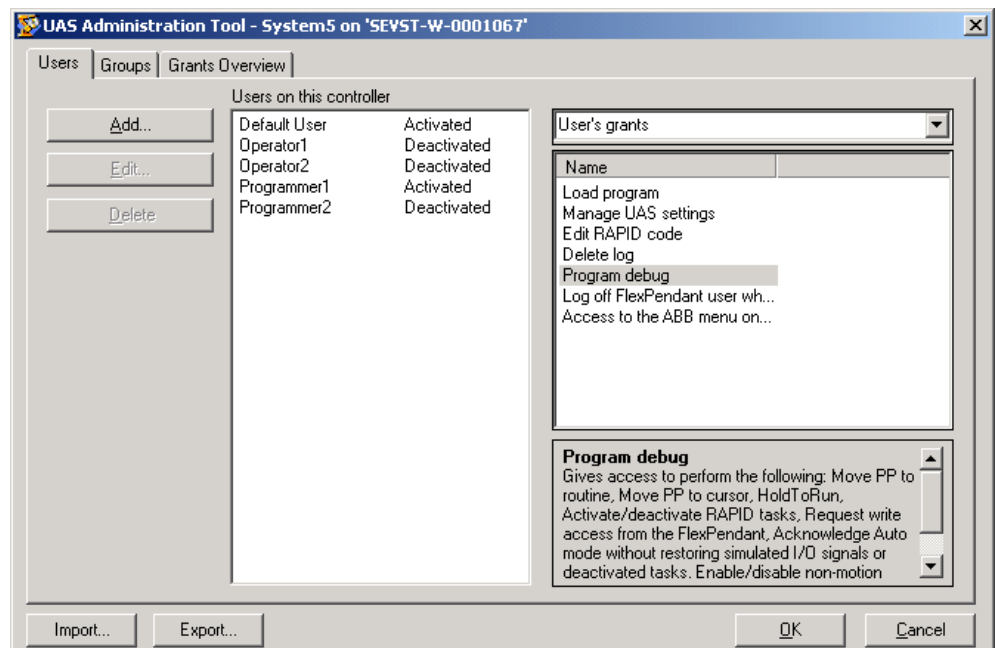 UAS Administration Tool - System5 on 'SEVST-W-0001067'
Users Groups Grants Overview
Users on this controller
Add...
Edit...
Delete
Default User Activated
Operator1 Deactivated
Operator2 Deactivated
Programmer1 Activated
Programmer2 Deactivated
User's grants
Name
Load program
Manage UAS settings
Edit RAPID code
Delete log
Program debug
Log off FlexPendant user wh...
Access to the ABB menu on...
Program debug
Gives access to perform the following: Move PP to
routine, Move PP to cursor, HoldToRun,
Activate/deactivate RAPID tasks, Request write
access from the FlexPendant, Acknowledge Auto
mode without restoring simulated I/O signals or
deactivated tasks. Enable/disable non-motion
Import... Export... OK Cancel